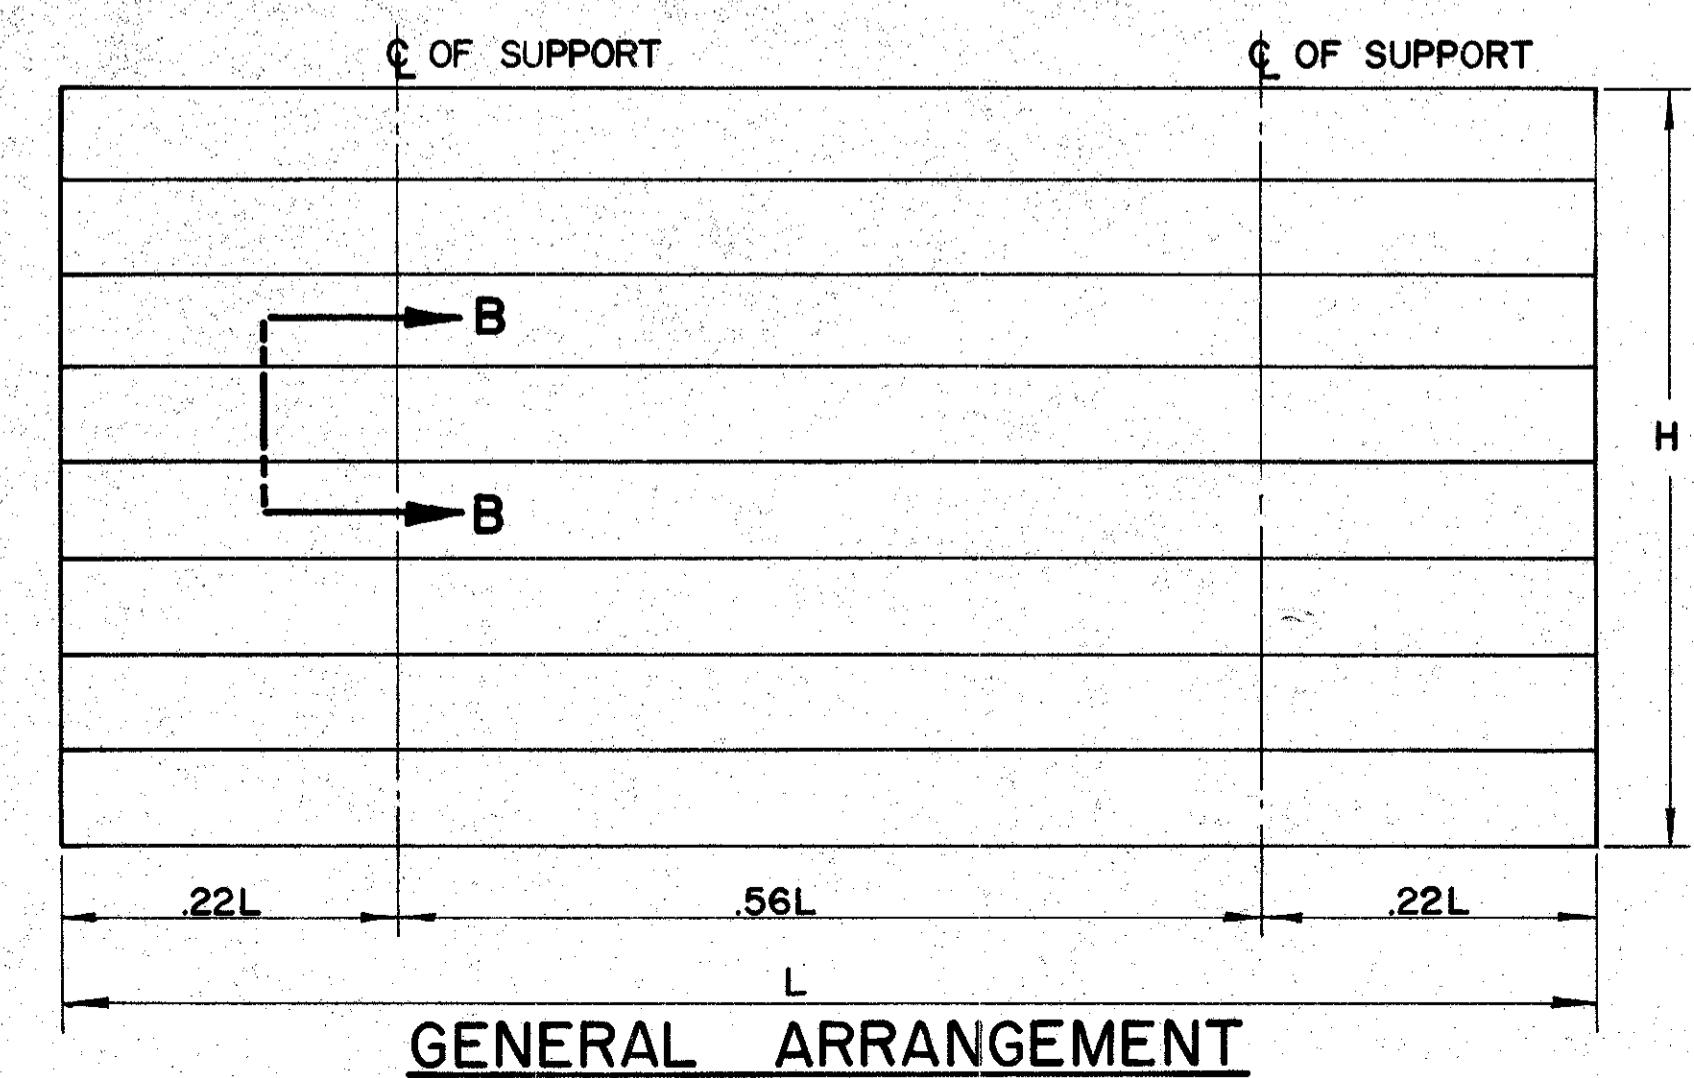 ℄ OF SUPPORT
℄ OF SUPPORT
B
H
B
.22L
.56L
.22L
L
GENERAL ARRANGEMENT